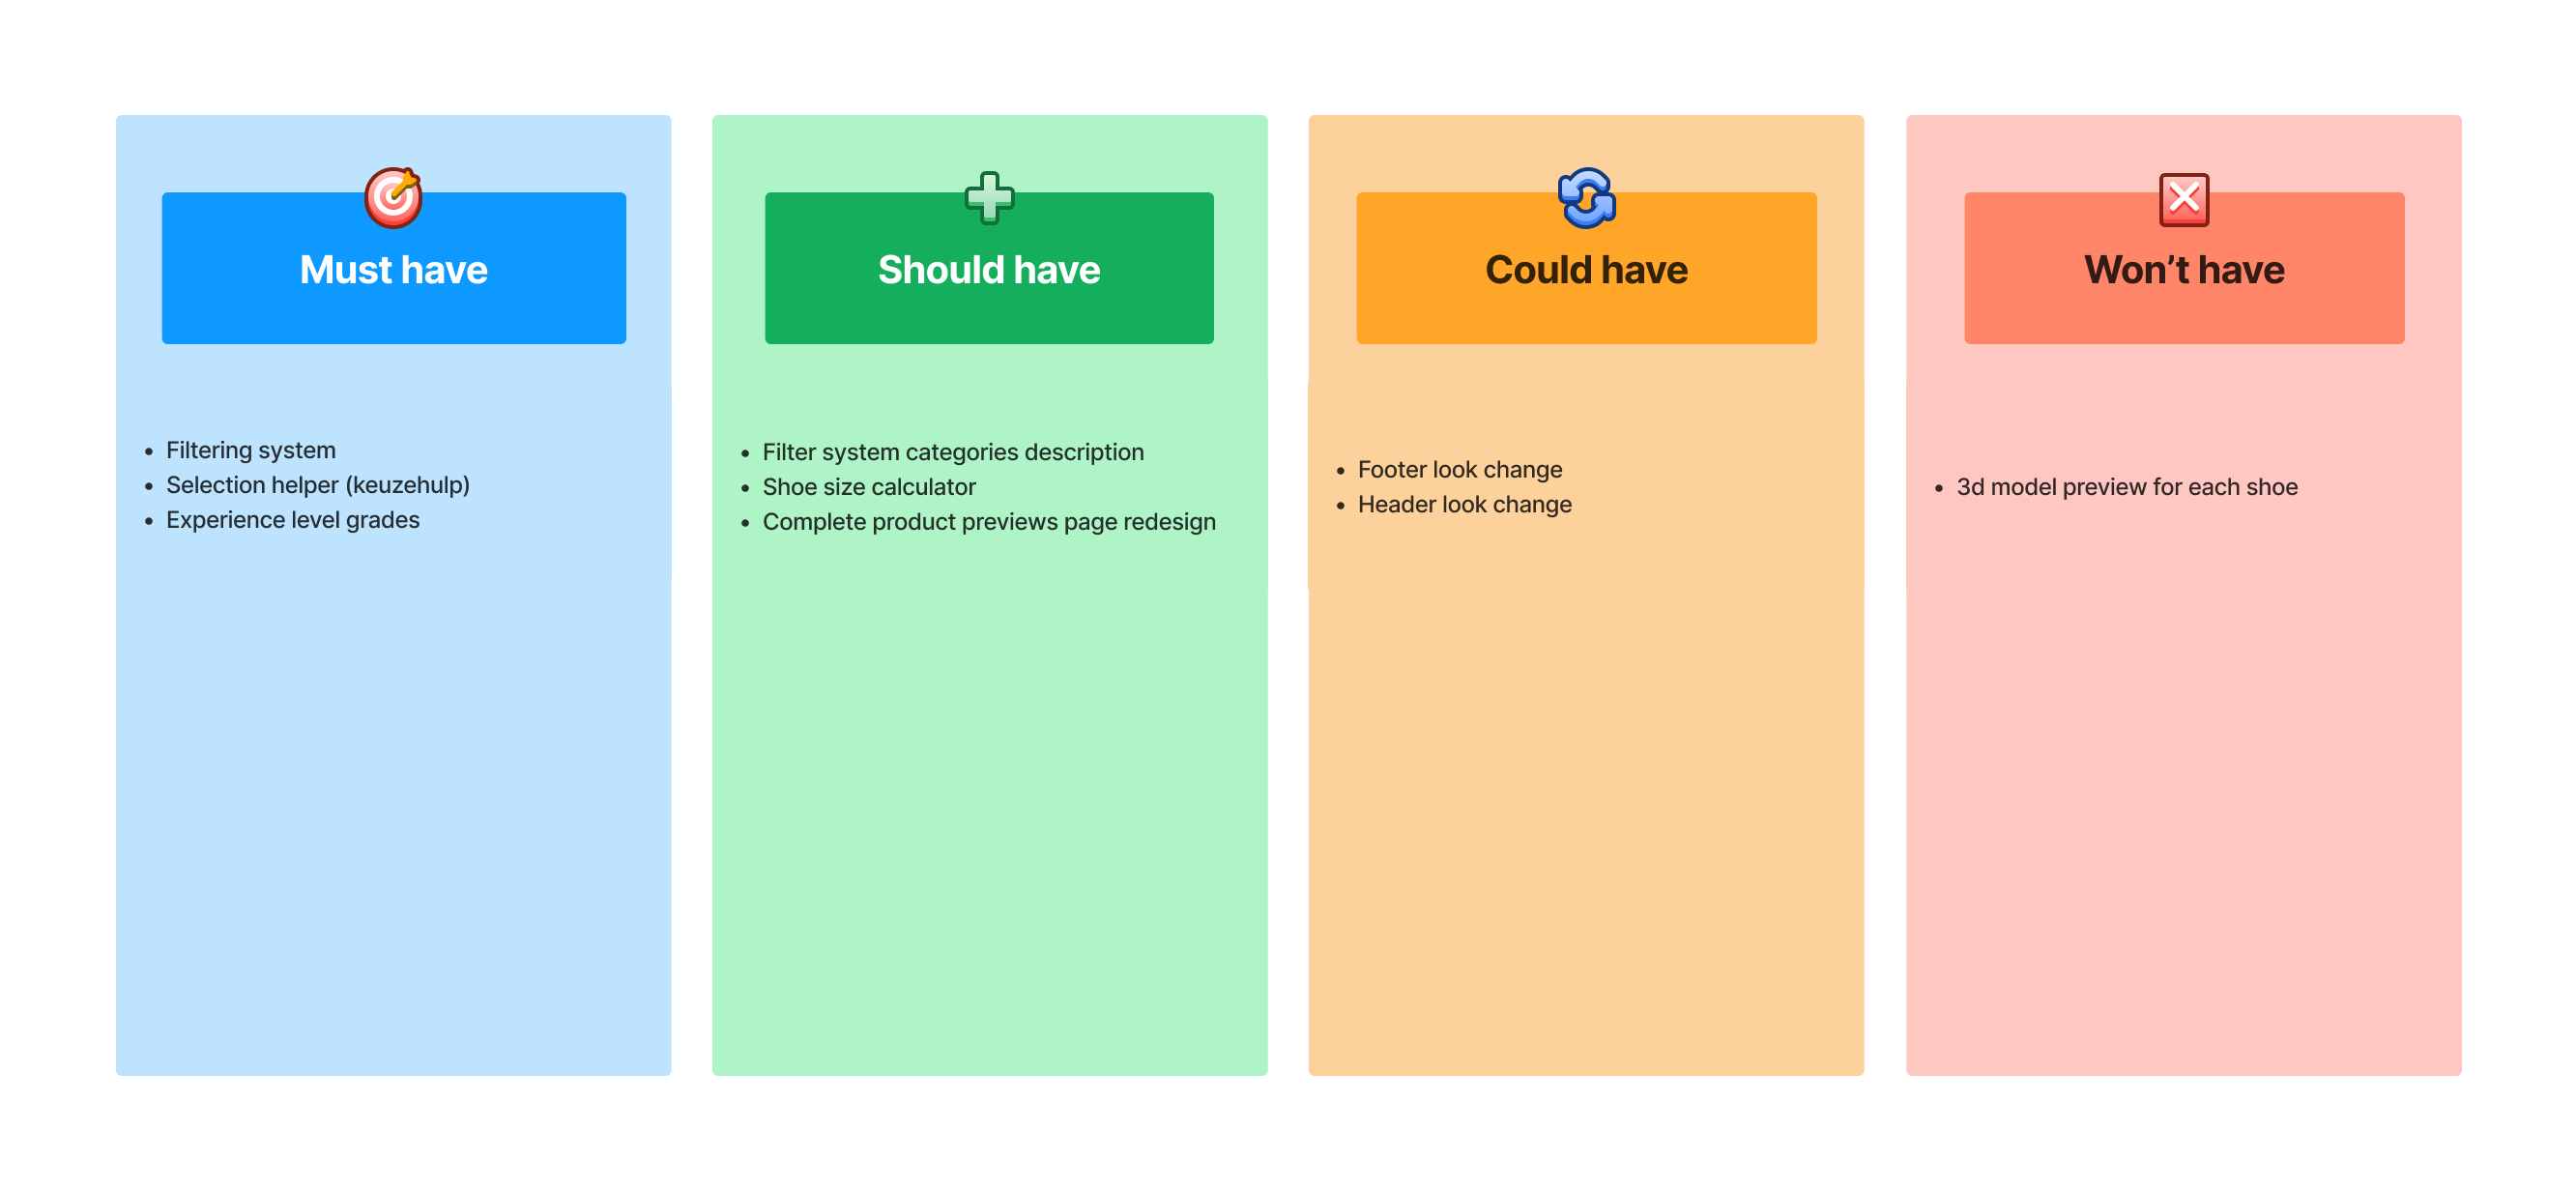 Must have
• Filtering system
• Selection helper (keuzehulp)
• Experience level grades
Should have
• Filter system categories description
• Shoe size calculator
• Complete product previews page redesign
Could have
• Footer look change
• Header look change
Won’t have
• 3d model preview for each shoe